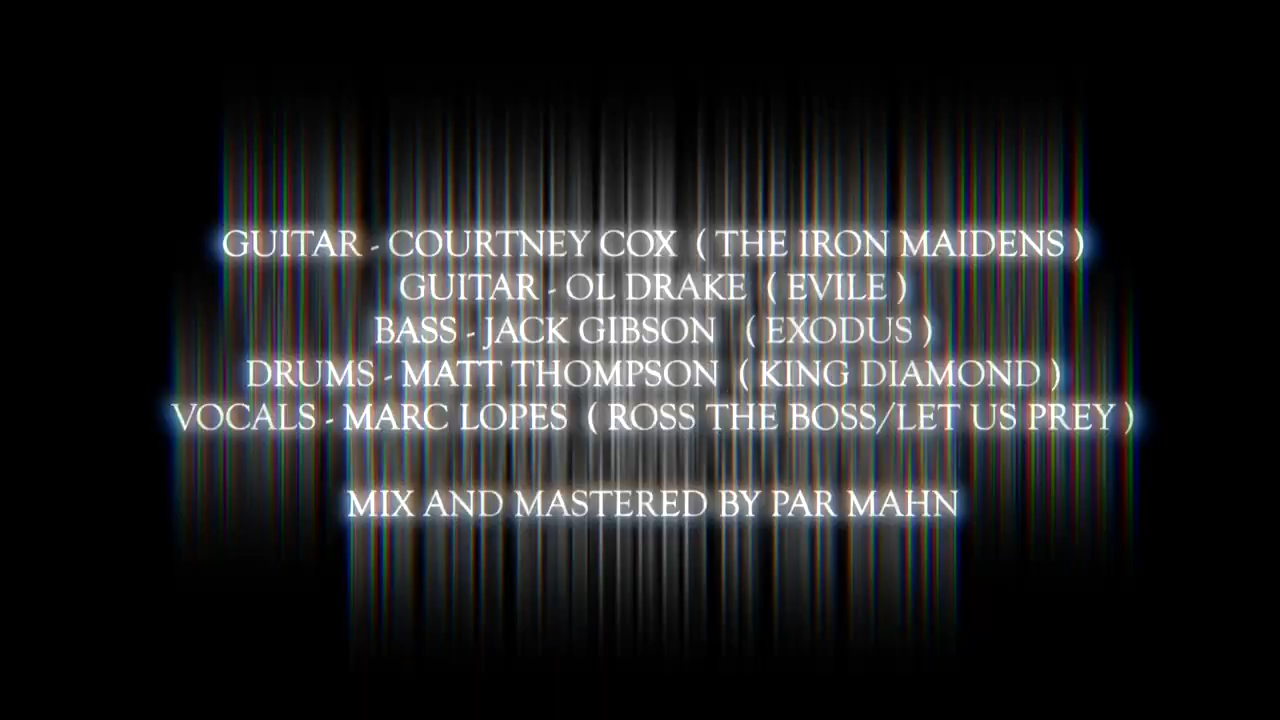 GUITAR - COURTNEY COX ( THE IRON MAIDENS )
GUITAR - OL DRAKE ( EVILE )
BASS - JACK GIBSON ( EXODUS )
DRUMS - MATT THOMPSON ( KING DIAMOND )
VOCALS - MARC LOPES ( ROSS THE BOSS/LET US PREY )
MIX AND MASTERED BY PAR MAHN